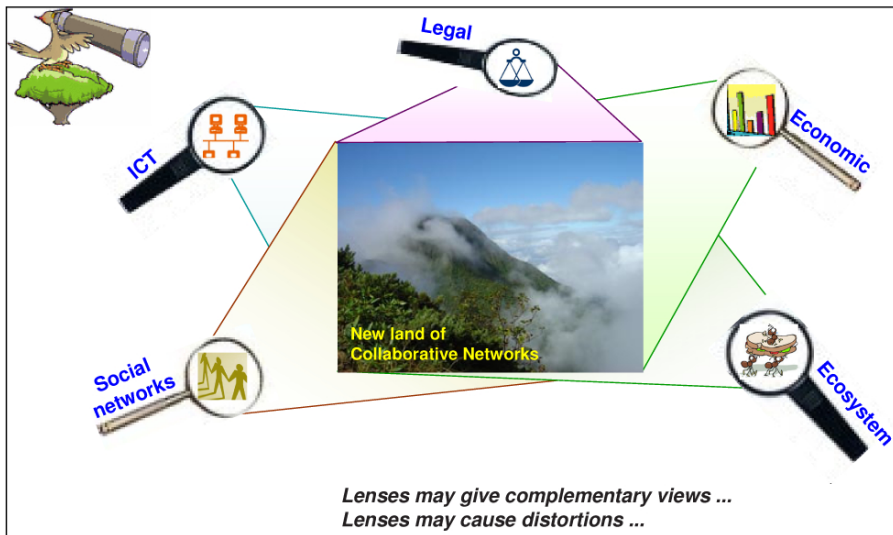 Legal
ICT
Economic
New land of
Collaborative Networks
Social
networks
Ecosystem
Lenses may give complementary views ...
Lenses may cause distortions ...